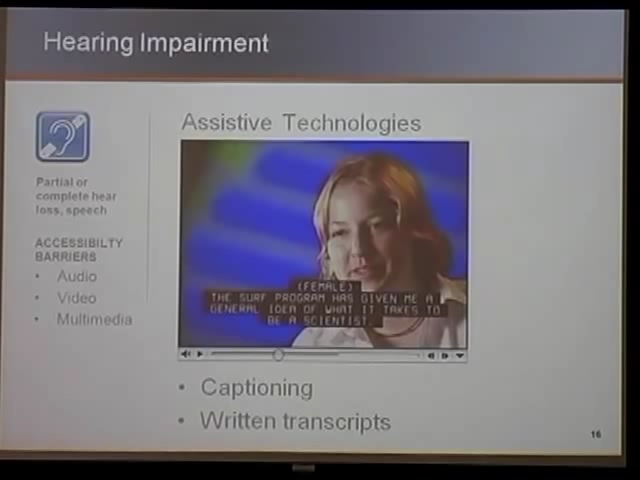 Hearing Impairment
Assistive Technologies
Partial or
complete hear
loss, speech
ACCESSIBILTY
BARRIERS
• Audio
• Video
• Multimedia
(FEMALE)
THE SURF PROGRAM HAS GIVEN ME A
GENERAL IDEA OF WHAT IT TAKES TO
BE A SCIENTIST.
• Captioning
• Written transcripts
16